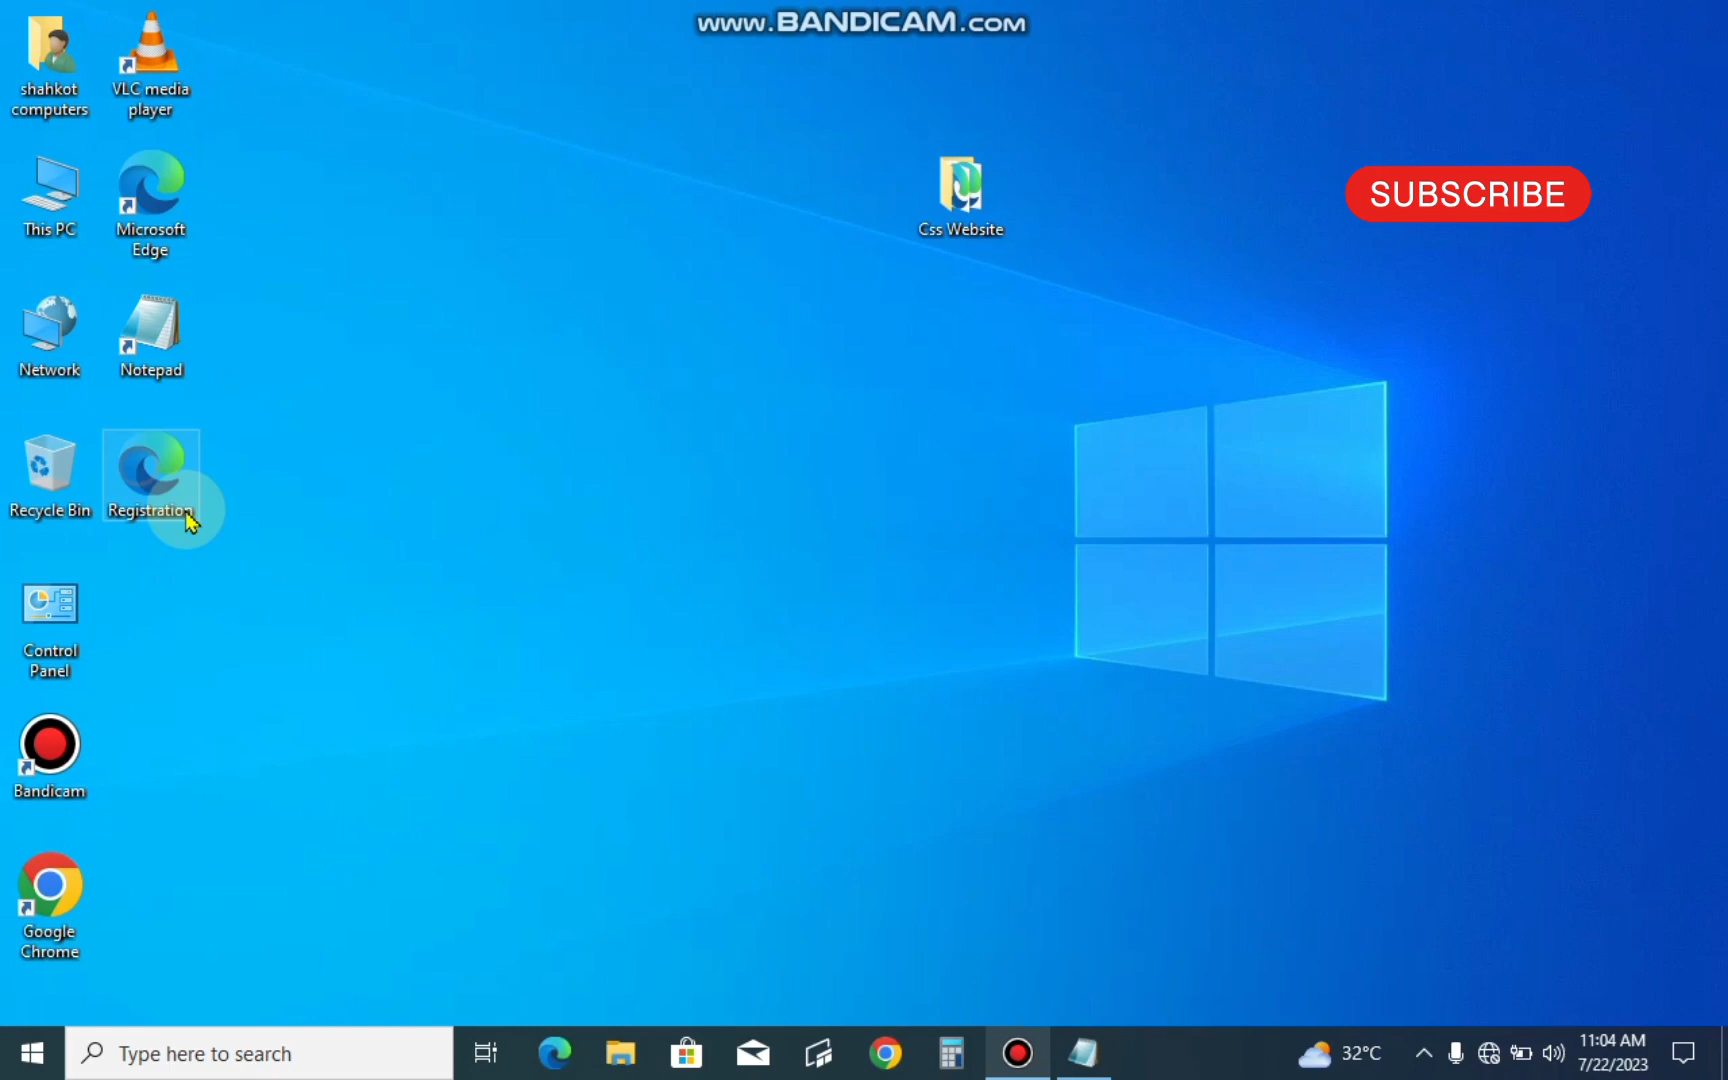 www.BANDICAM.com
shahkot
computers
VLC media
player
This PC
Microsoft
Edge
Css Website
SUBSCRIBE
Network
Notepad
Recycle Bin
Registration
Control
Panel
Bandicam
Google
Chrome
Type here to search
32°C
11:04 AM
7/22/2023